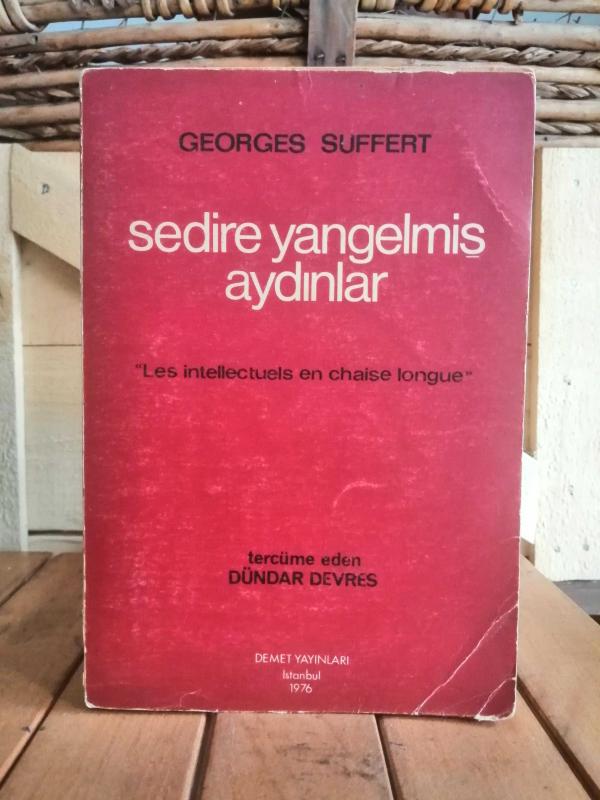 GEORGES SUFFERT
sedire yangelmiş
aydınlar
"Les intellectuels en chaise longue"
tercüme eden
DÜNDAR DEVRES
DEMET YAYINLARI
İstanbul
1976